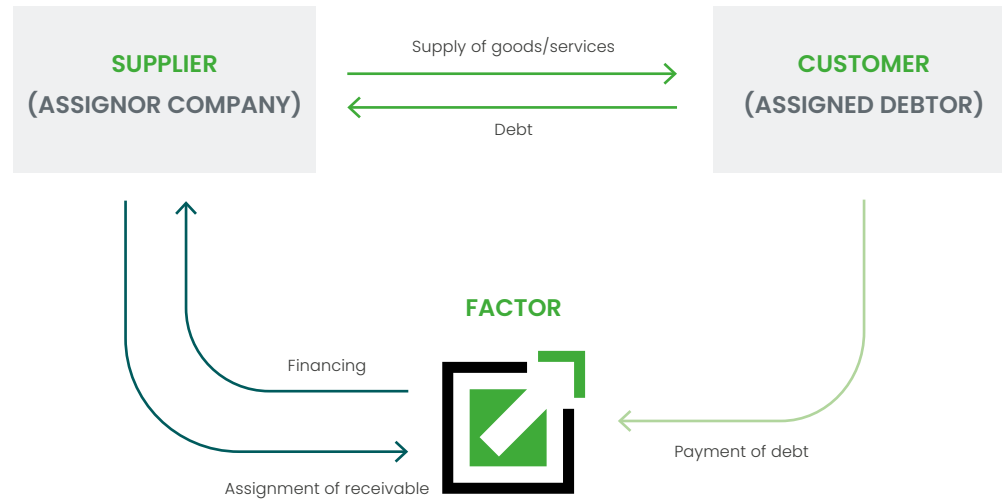 SUPPLIER
(ASSIGNOR COMPANY)
Supply of goods/services
Debt
CUSTOMER
(ASSIGNED DEBTOR)
FACTOR
Financing
Assignment of receivable
Payment of debt